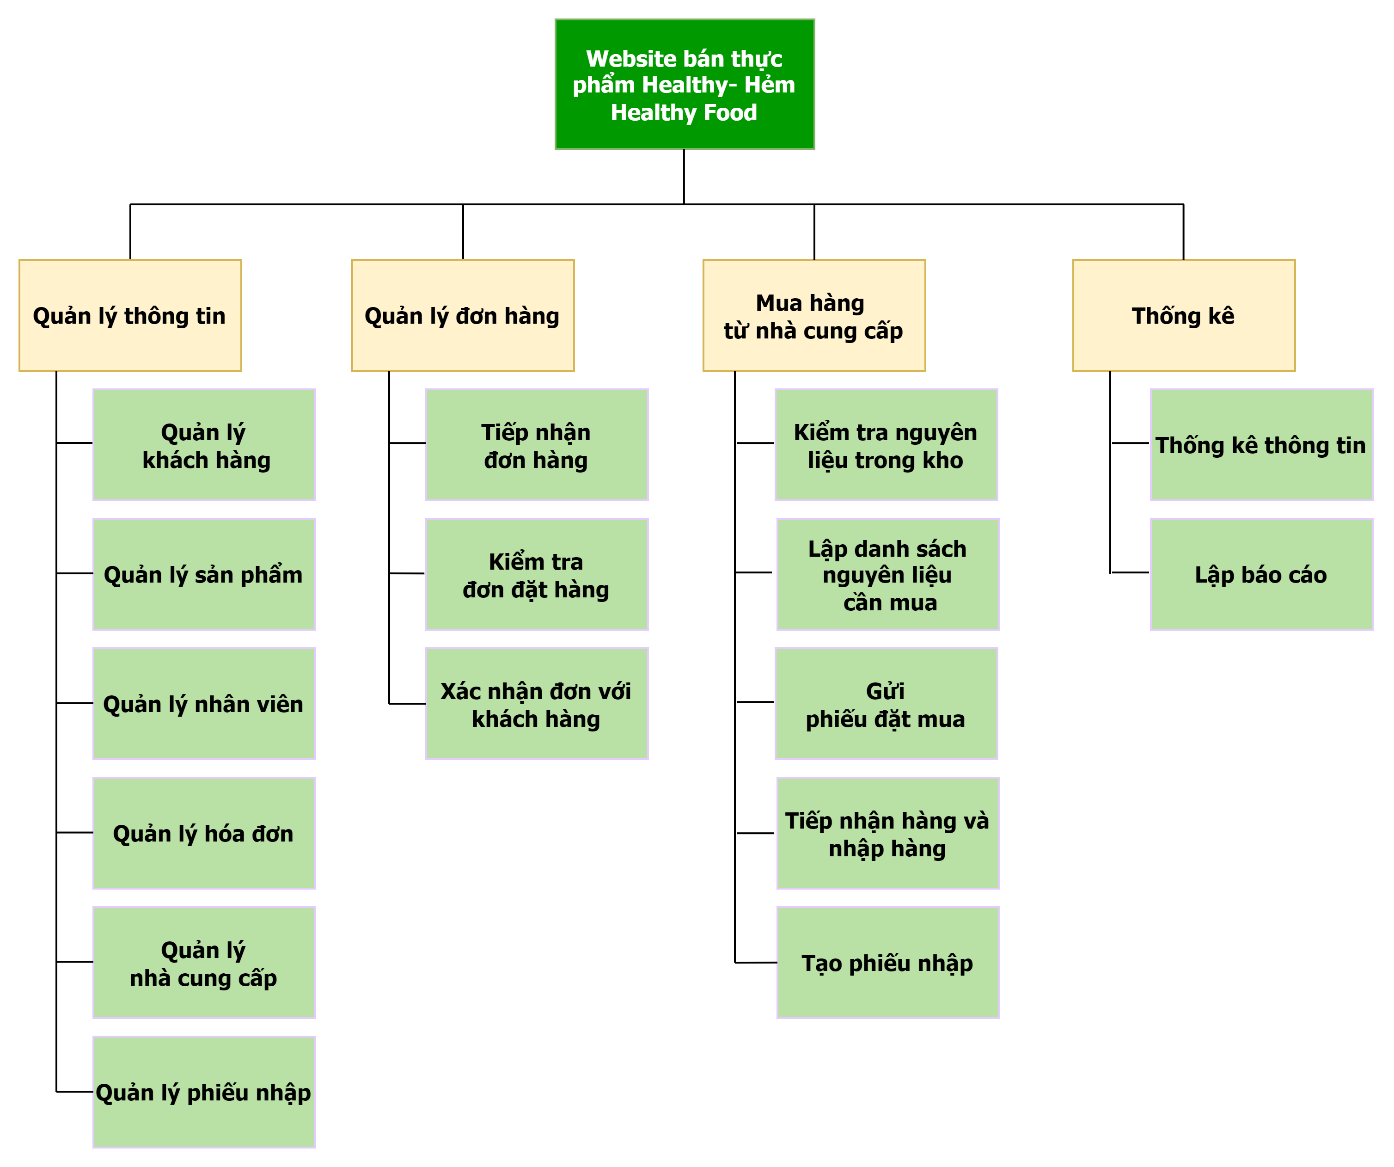 Website bán thực
phẩm Healthy- Hẻm
Healthy Food
Quản lý thông tin
Quản lý đơn hàng
Mua hàng
từ nhà cung cấp
Thống kê
Quản lý
khách hàng
Quản lý sản phẩm
Quản lý nhân viên
Quản lý hóa đơn
Quản lý
nhà cung cấp
Quản lý phiếu nhập
Tiếp nhận
đơn hàng
Kiểm tra
đơn đặt hàng
Xác nhận đơn với
khách hàng
Kiểm tra nguyên
liệu trong kho
Lập danh sách
nguyên liệu
cần mua
Gửi
phiếu đặt mua
Tiếp nhận hàng và
nhập hàng
Tạo phiếu nhập
Thống kê thông tin
Lập báo cáo